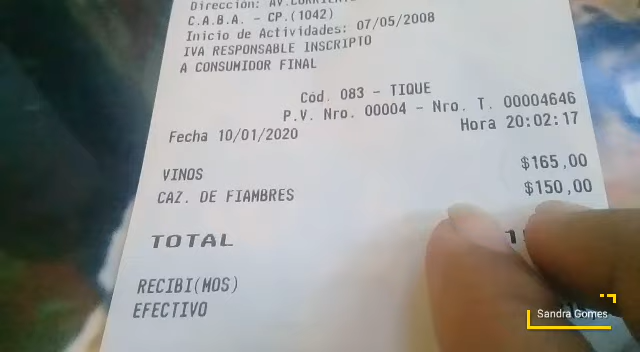 Dirección:
C.A.B.A. - CP.(1042)
Inicio de Actividades: 07/05/2008
IVA RESPONSABLE INSCRIPTO
A CONSUMIDOR FINAL
Cód. 083 - TIQUE
P.V. Nro. 00004 - Nro. T. 00004646
Fecha 10/01/2020 Hora 20:02:17
VINOS $165,00
CAZ. DE FIAMBRES $150,00
TOTAL
RECIBI(MOS)
EFECTIVO
Sandra Gomes